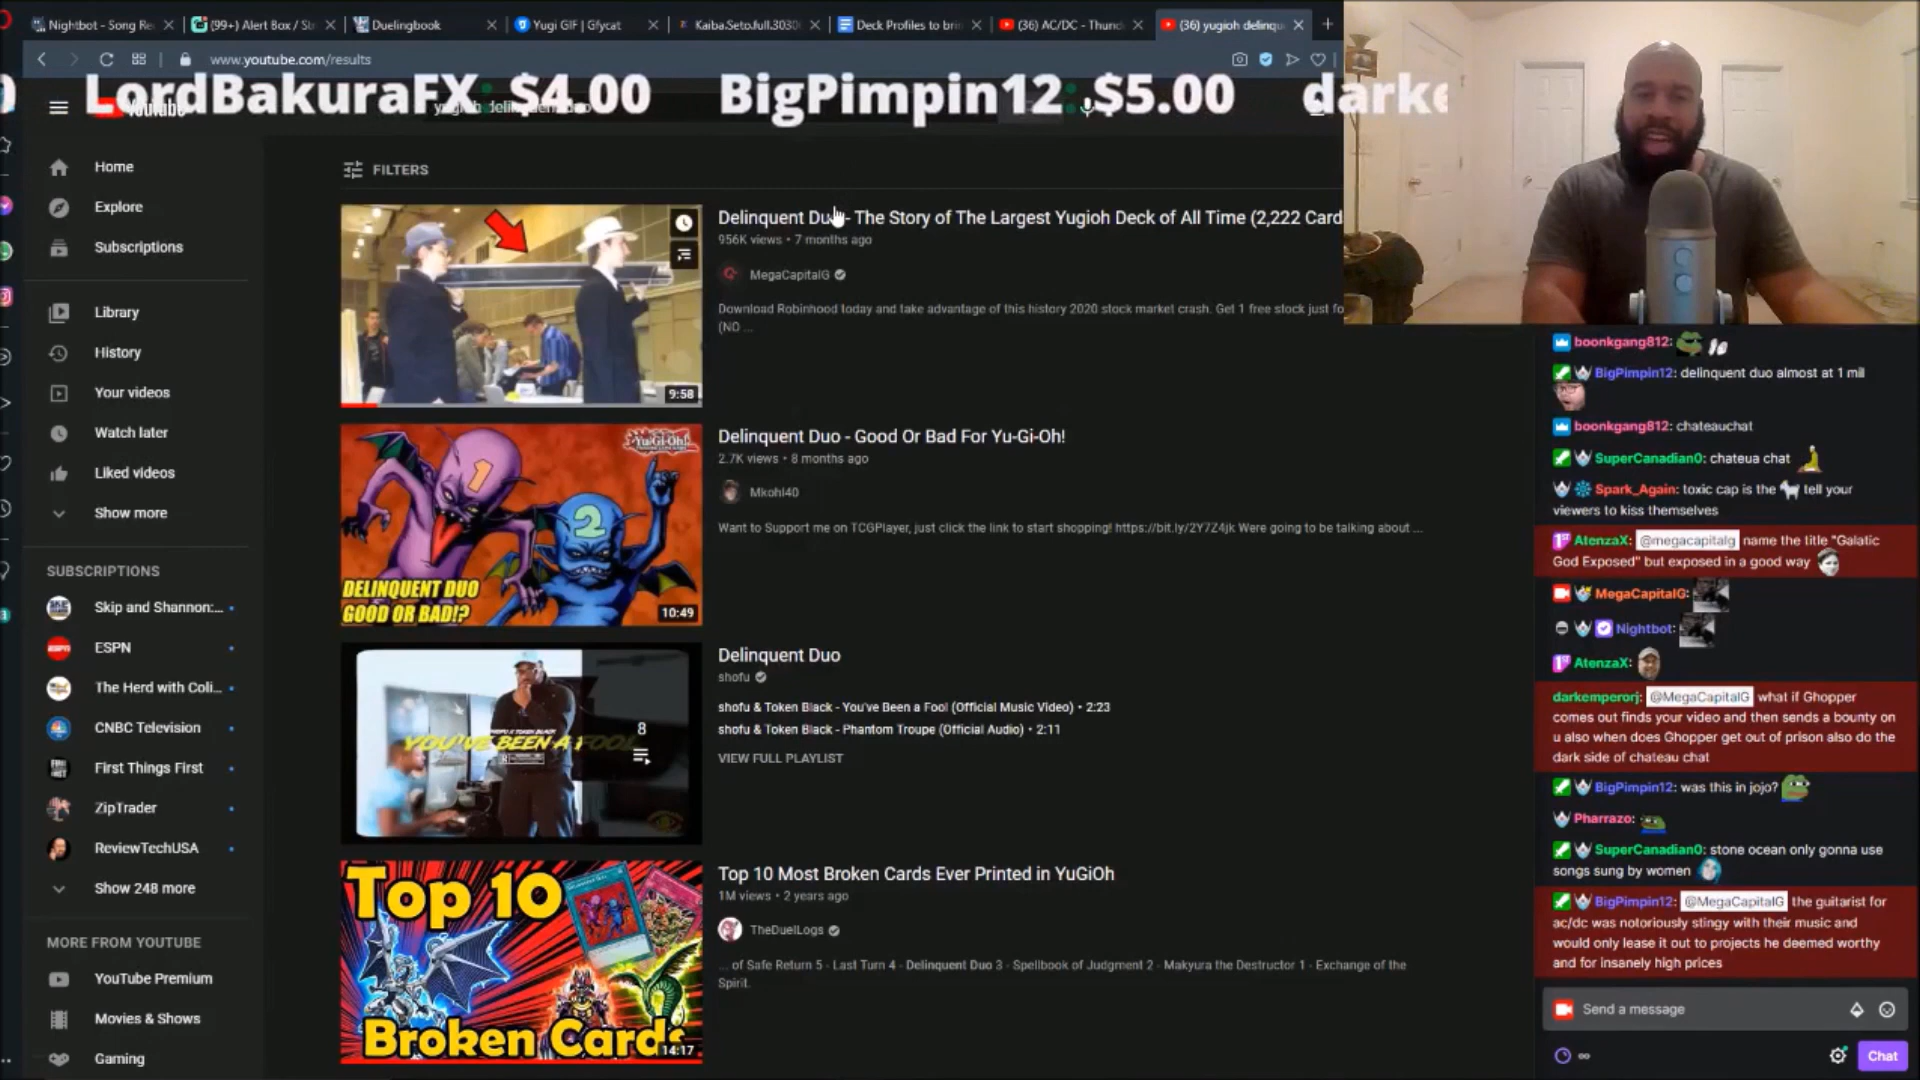 Nightbot - Song Re
(99+) Alert Box / St
Duelingbook
Yugi GIF | Gfycat
Kaiba.Seto.full.3030
Deck Profiles to brin
(36) AC/DC - Thund
(36) yugioh delinqu
www.youtube.com/results
LordBakuraFX: $4.00 BigPimpin12: $5.00 darke
FILTERS
Home
Explore
Subscriptions
Library
History
Your videos
Watch later
Liked videos
Show more
SUBSCRIPTIONS
Skip and Shannon:...
ESPN
The Herd with Coli...
CNBC Television
First Things First
ZipTrader
ReviewTechUSA
Show 248 more
MORE FROM YOUTUBE
YouTube Premium
Movies & Shows
Gaming
9:58
Delinquent Duo - The Story of The Largest Yugioh Deck of All Time (2,222 Card
956K views • 7 months ago
MegaCapitalG
Download Robinhood today and take advantage of this history 2020 stock market crash. Get 1 free stock just fo
(NO ...
Yu-Gi-Oh!
1
2
DELINQUENT DUO
GOOD OR BAD!?
10:49
Delinquent Duo - Good Or Bad For Yu-Gi-Oh!
2.7K views • 8 months ago
Mkohl40
Want to Support me on TCGPlayer, just click the link to start shopping! https://bit.ly/2Y7Z4jk Were going to be talking about ...
YOU'VE BEEN A FOOL
8
Delinquent Duo
shofu
shofu & Token Black - You've Been a Fool (Official Music Video) • 2:23
shofu & Token Black - Phantom Troupe (Official Audio) • 2:11
VIEW FULL PLAYLIST
Top 10
Broken Cards
14:17
Top 10 Most Broken Cards Ever Printed in YuGiOh
1M views • 2 years ago
TheDuelLogs
... of Safe Return 5 - Last Turn 4 - Delinquent Duo 3 - Spellbook of Judgment 2 - Makyura the Destructor 1 - Exchange of the
Spirit.
boonkgang812:
BigPimpin12: delinquent duo almost at 1 mil
boonkgang812: chateauchat
SuperCanadian0: chateua chat
Spark_Again: toxic cap is the tell your
viewers to kiss themselves
AtenzaX: @megacapitalg name the title "Galatic
God Exposed" but exposed in a good way
MegaCapitalG:
Nightbot:
AtenzaX:
darkemperorj: @MegaCapitalG what if Ghopper
comes out finds your video and then sends a bounty on
u also when does Ghopper get out of prison also do the
dark side of chateau chat
BigPimpin12: was this in jojo?
Pharrazo:
SuperCanadian0: stone ocean only gonna use
songs sung by women
BigPimpin12: @MegaCapitalG the guitarist for
ac/dc was notoriously stingy with their music and
would only lease it out to projects he deemed worthy
and for insanely high prices
Send a message
Chat